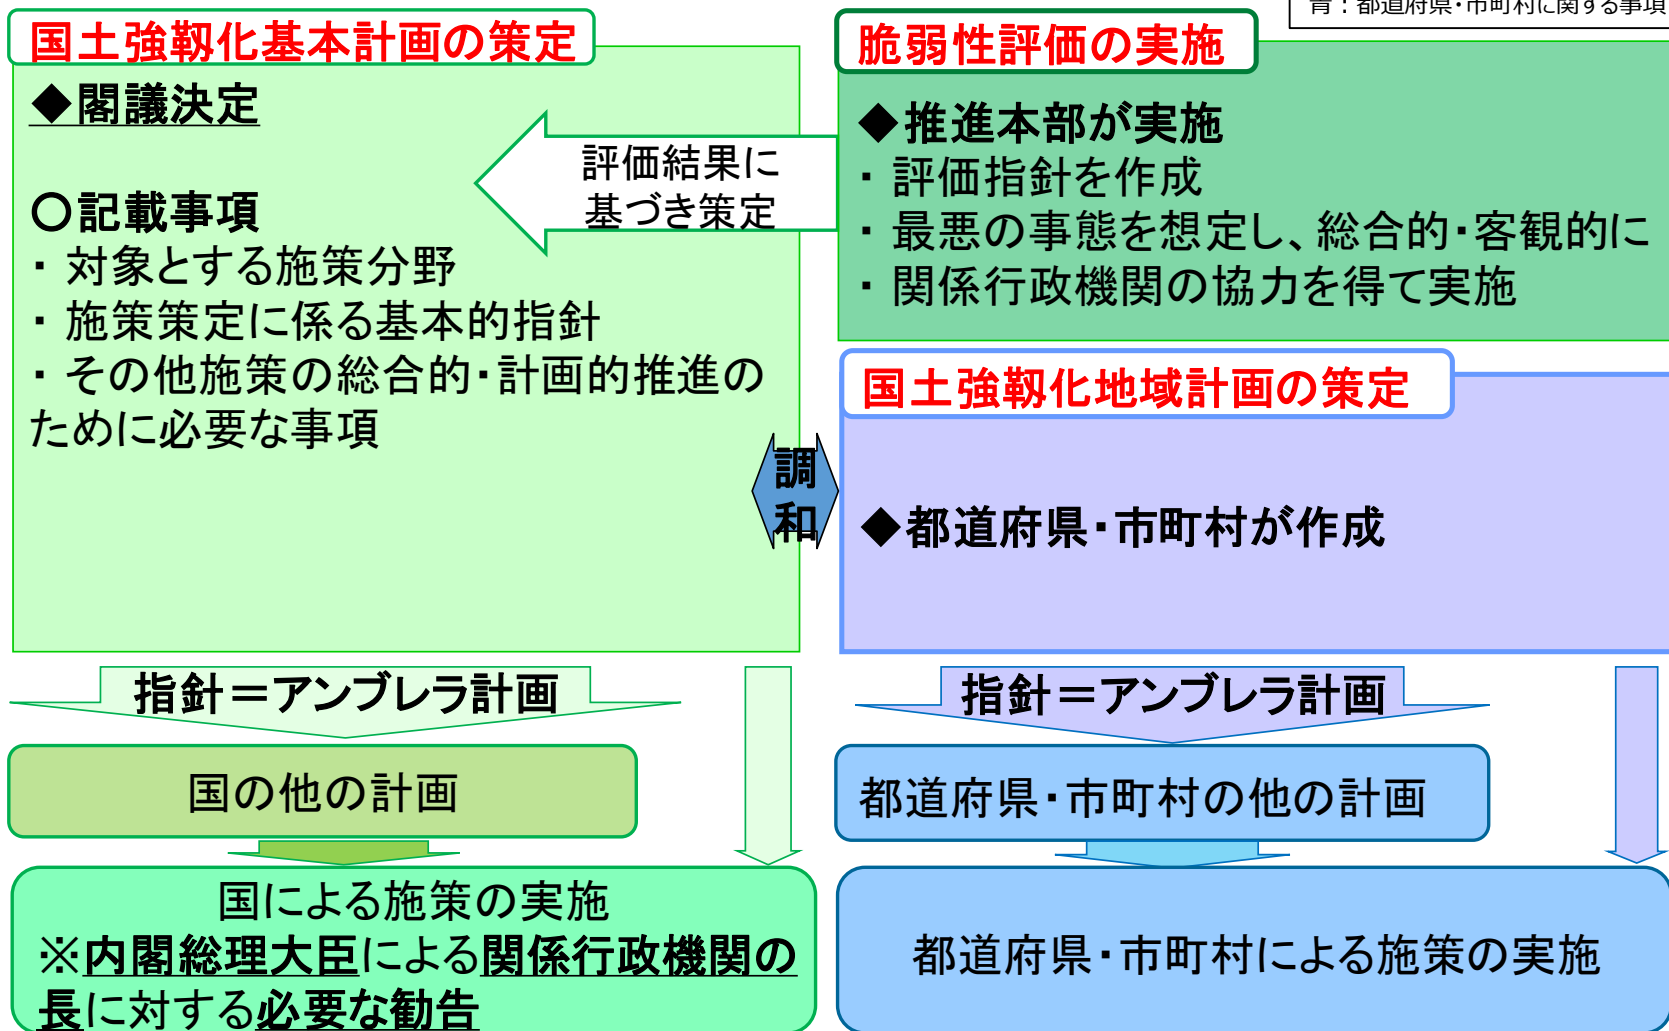 青：都道府県・市町村に関する事項
国土強靱化基本計画の策定
◆閣議決定
〇記載事項
・ 対象とする施策分野
・ 施策策定に係る基本的指針
・ その他施策の総合的・計画的推進の
ために必要な事項
評価結果に
基づき策定
脆弱性評価の実施
◆推進本部が実施
・ 評価指針を作成
・ 最悪の事態を想定し、総合的・客観的に
・ 関係行政機関の協力を得て実施
調
和
国土強靱化地域計画の策定
◆都道府県・市町村が作成
指針＝アンブレラ計画
国の他の計画
国による施策の実施
※内閣総理大臣による関係行政機関の
長に対する必要な勧告
指針＝アンブレラ計画
都道府県・市町村の他の計画
都道府県・市町村による施策の実施